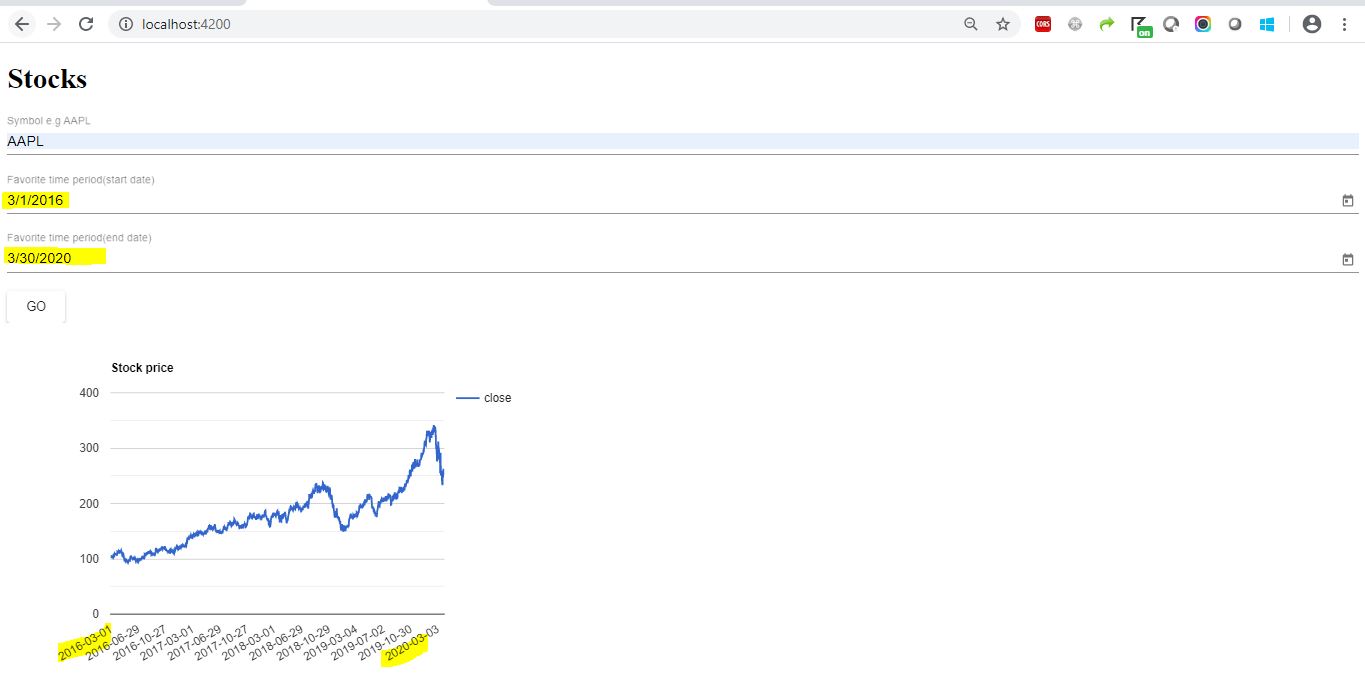 localhost:4200
CORS
on
Stocks
Symbol e.g AAPL
AAPL
Favorite time period(start date)
3/1/2016
Favorite time period(end date)
3/30/2020
GO
Stock price
close
400
300
200
100
0
2016-03-01
2016-06-29
2016-10-27
2017-03-01
2017-06-29
2017-10-27
2018-03-01
2018-06-29
2018-10-29
2019-03-04
2019-07-02
2019-10-30
2020-03-03